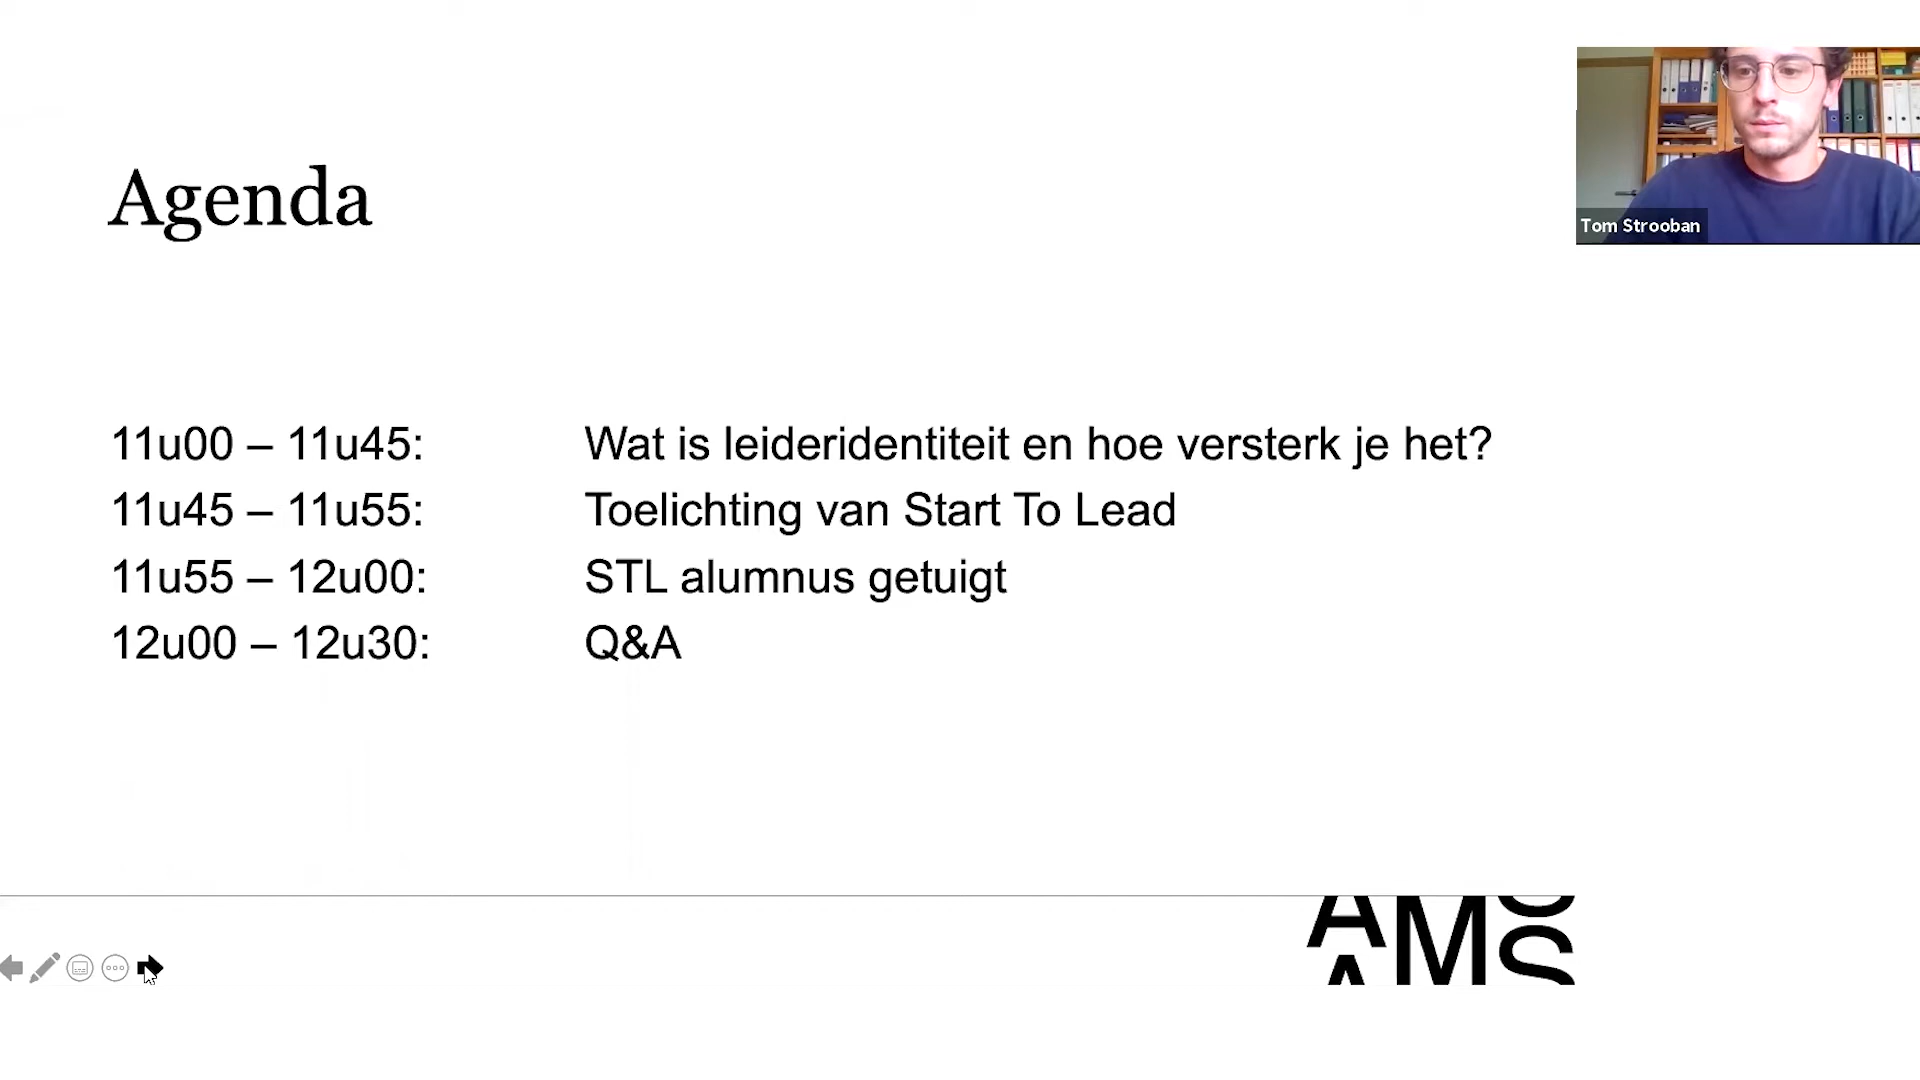 Agenda
Tom Strooban
11u00 – 11u45: Wat is leideridentiteit en hoe versterk je het?
11u45 – 11u55: Toelichting van Start To Lead
11u55 – 12u00: STL alumnus getuigt
12u00 – 12u30: Q&A
AMS